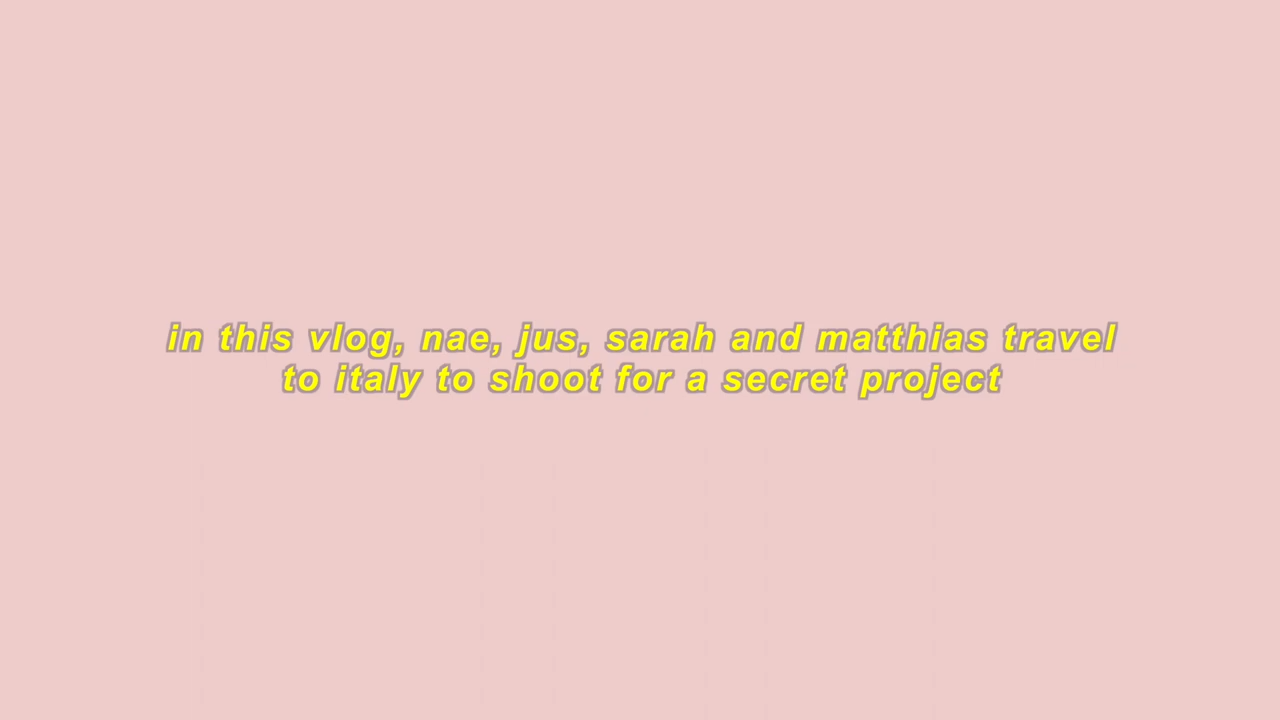 in this vlog, nae, jus, sarah and matthias travel
to italy to shoot for a secret project